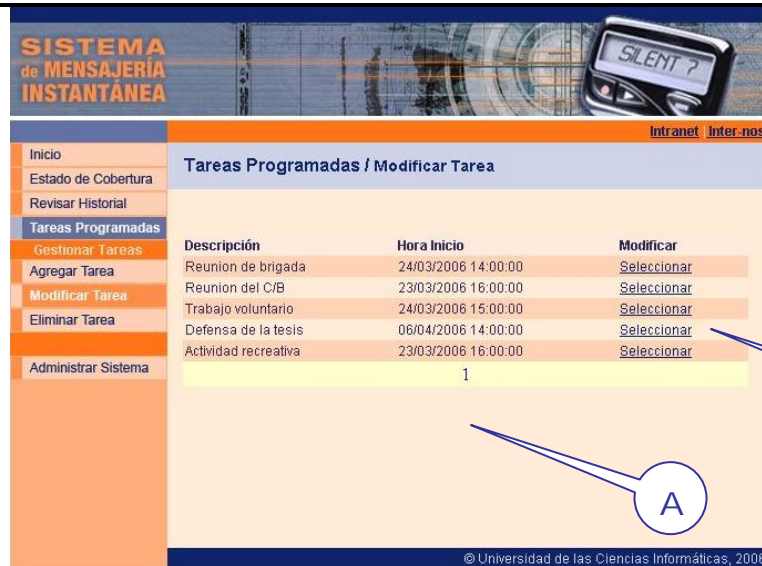 SISTEMA
de MENSAJERÍA
INSTANTÁNEA
SILENT ?
Intranet Inter-nos
Inicio
Estado de Cobertura
Revisar Historial
Tareas Programadas
Gestionar Tareas
Agregar Tarea
Modificar Tarea
Eliminar Tarea
Administrar Sistema
Tareas Programadas / Modificar Tarea
Descripción Hora Inicio Modificar
Reunion de brigada 24/03/2006 14:00:00 Seleccionar
Reunion del C/B 23/03/2006 16:00:00 Seleccionar
Trabajo voluntario 24/03/2006 15:00:00 Seleccionar
Defensa de la tesis 06/04/2006 14:00:00 Seleccionar
Actividad recreativa 23/03/2006 16:00:00 Seleccionar
1
A
© Universidad de las Ciencias Informáticas, 2006